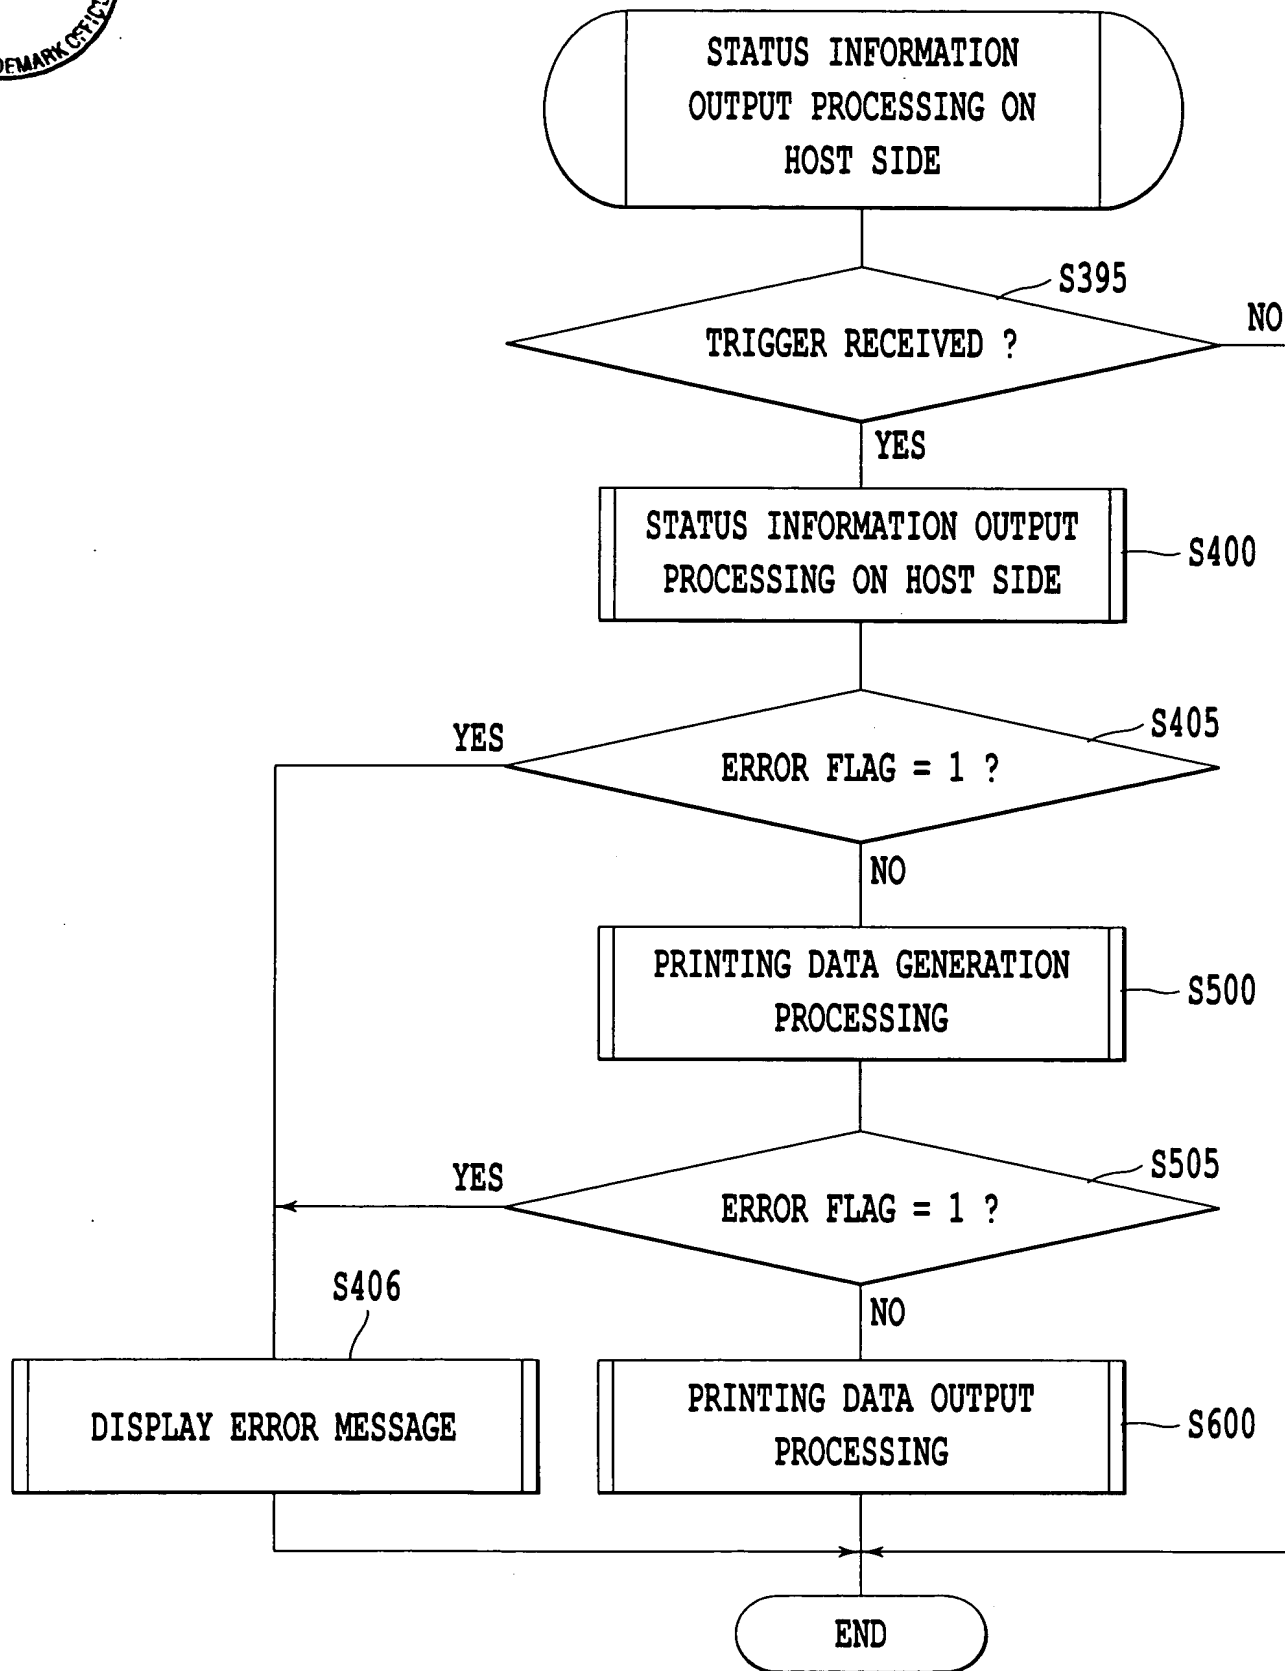 DEMARK OFFICE
STATUS INFORMATION
OUTPUT PROCESSING ON
HOST SIDE
S395
TRIGGER RECEIVED ?
NO
YES
STATUS INFORMATION OUTPUT
PROCESSING ON HOST SIDE
S400
S405
YES
ERROR FLAG = 1 ?
NO
PRINTING DATA GENERATION
PROCESSING
S500
S505
YES
ERROR FLAG = 1 ?
S406
NO
DISPLAY ERROR MESSAGE
PRINTING DATA OUTPUT
PROCESSING
S600
END